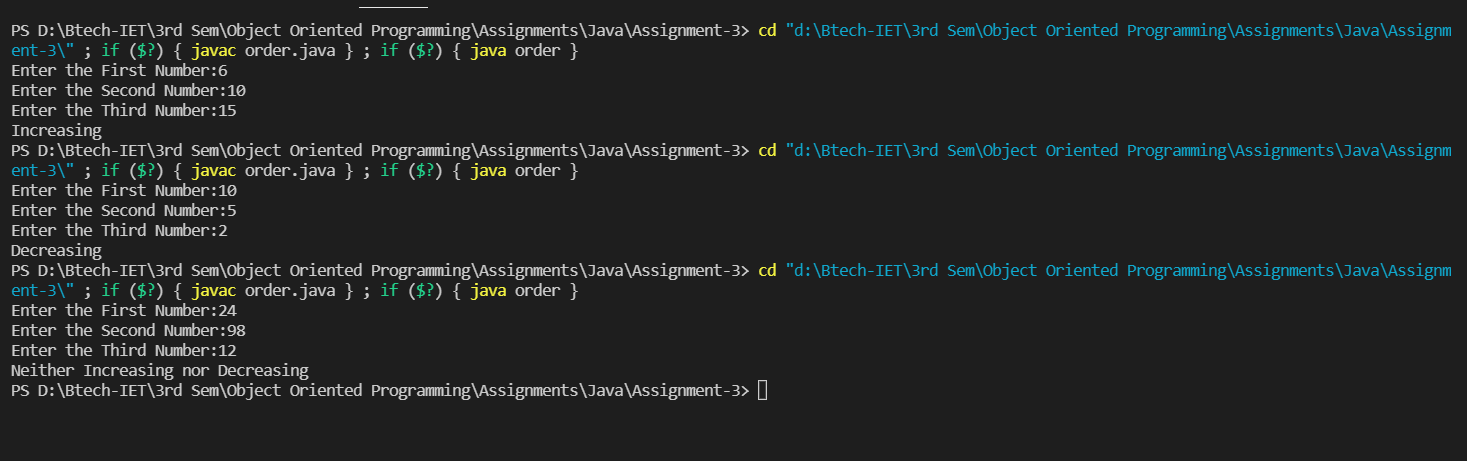 PS D:\Btech-IET\3rd Sem\Object Oriented Programming\Assignments\Java\Assignment-3> cd "d:\Btech-IET\3rd Sem\Object Oriented Programming\Assignments\Java\Assignm
ent-3\" ; if ($?) { javac order.java } ; if ($?) { java order }
Enter the First Number:6
Enter the Second Number:10
Enter the Third Number:15
Increasing
PS D:\Btech-IET\3rd Sem\Object Oriented Programming\Assignments\Java\Assignment-3> cd "d:\Btech-IET\3rd Sem\Object Oriented Programming\Assignments\Java\Assignm
ent-3\" ; if ($?) { javac order.java } ; if ($?) { java order }
Enter the First Number:10
Enter the Second Number:5
Enter the Third Number:2
Decreasing
PS D:\Btech-IET\3rd Sem\Object Oriented Programming\Assignments\Java\Assignment-3> cd "d:\Btech-IET\3rd Sem\Object Oriented Programming\Assignments\Java\Assignm
ent-3\" ; if ($?) { javac order.java } ; if ($?) { java order }
Enter the First Number:24
Enter the Second Number:98
Enter the Third Number:12
Neither Increasing nor Decreasing
PS D:\Btech-IET\3rd Sem\Object Oriented Programming\Assignments\Java\Assignment-3>